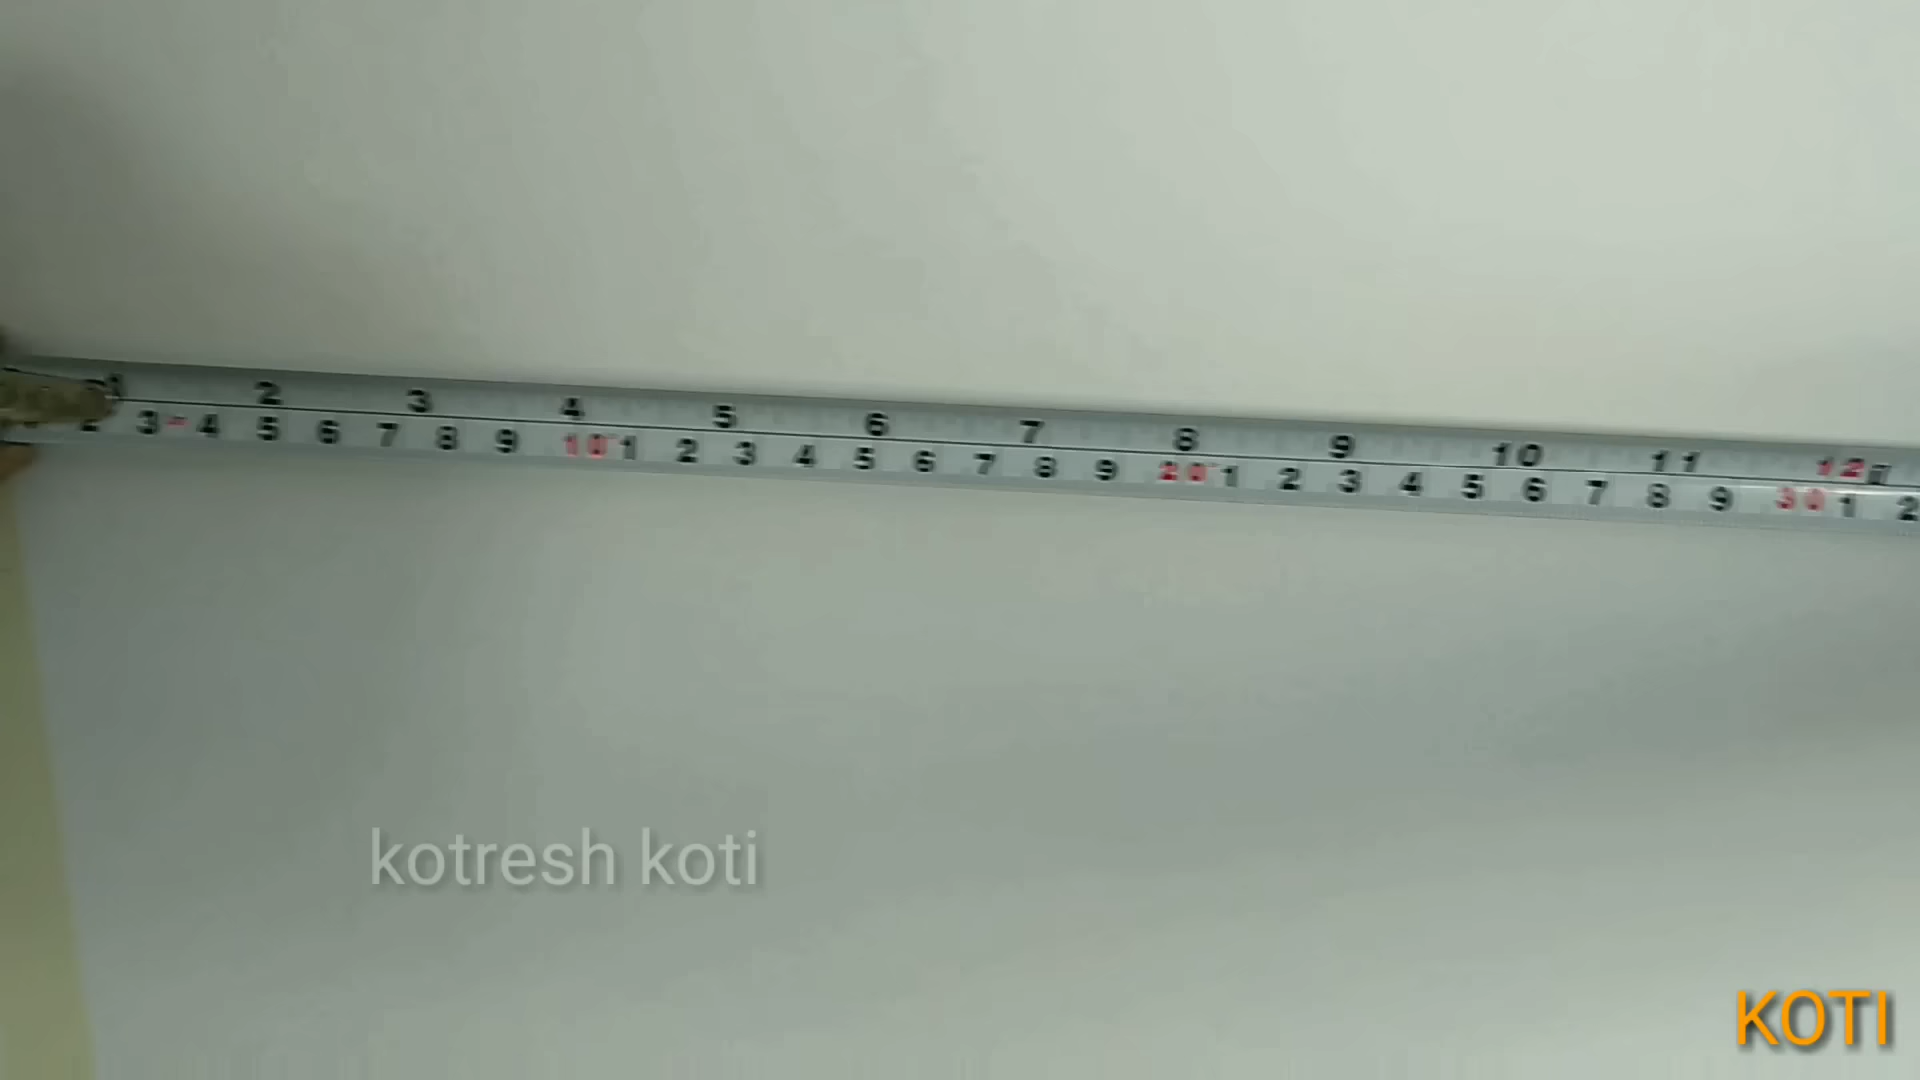 1 2 3 4 5 6 7 8 9 10 11 12
2 3 4 5 6 7 8 9 10 1 2 3 4 5 6 7 8 9 20 1 2 3 4 5 6 7 8 9 30 1 2
kotresh koti
KOTI